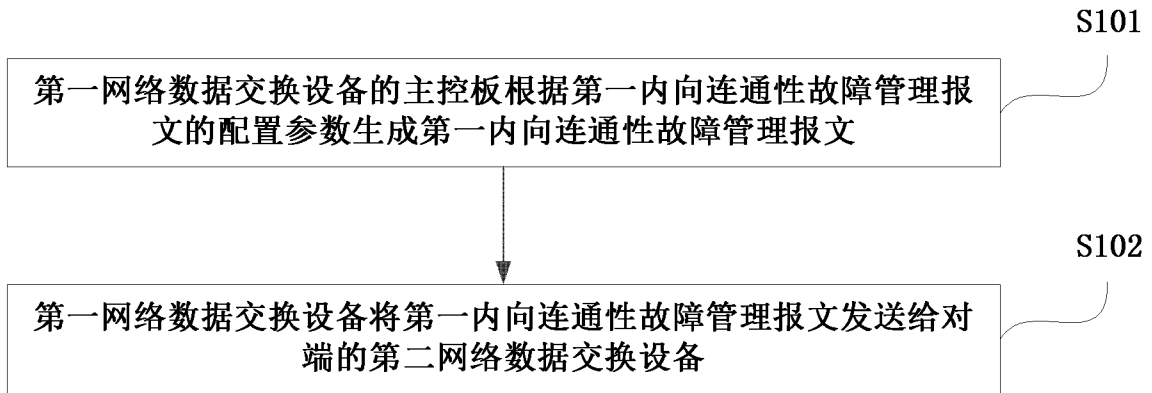 S101
第一网络数据交换设备的主控板根据第一内向连通性故障管理报
文的配置参数生成第一内向连通性故障管理报文
S102
第一网络数据交换设备将第一内向连通性故障管理报文发送给对
端的第二网络数据交换设备